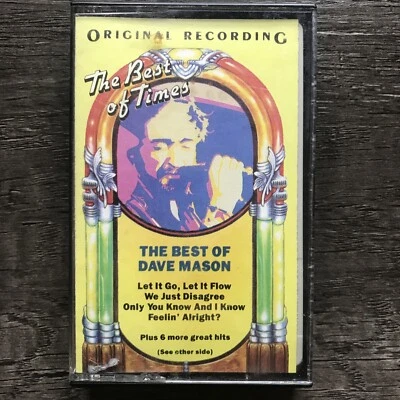 ORIGINAL RECORDING
The Best
of Times
THE BEST OF
DAVE MASON
Let It Go, Let It Flow
We Just Disagree
Only You Know And I Know
Feelin' Alright?
Plus 6 more great hits
(See other side)